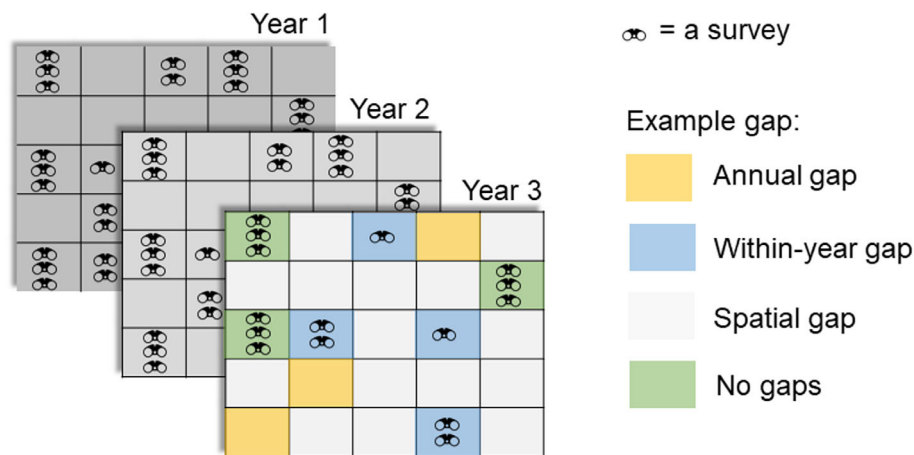 Year 1
= a survey
Year 2
Example gap:
Annual gap
Year 3
Within-year gap
Spatial gap
No gaps